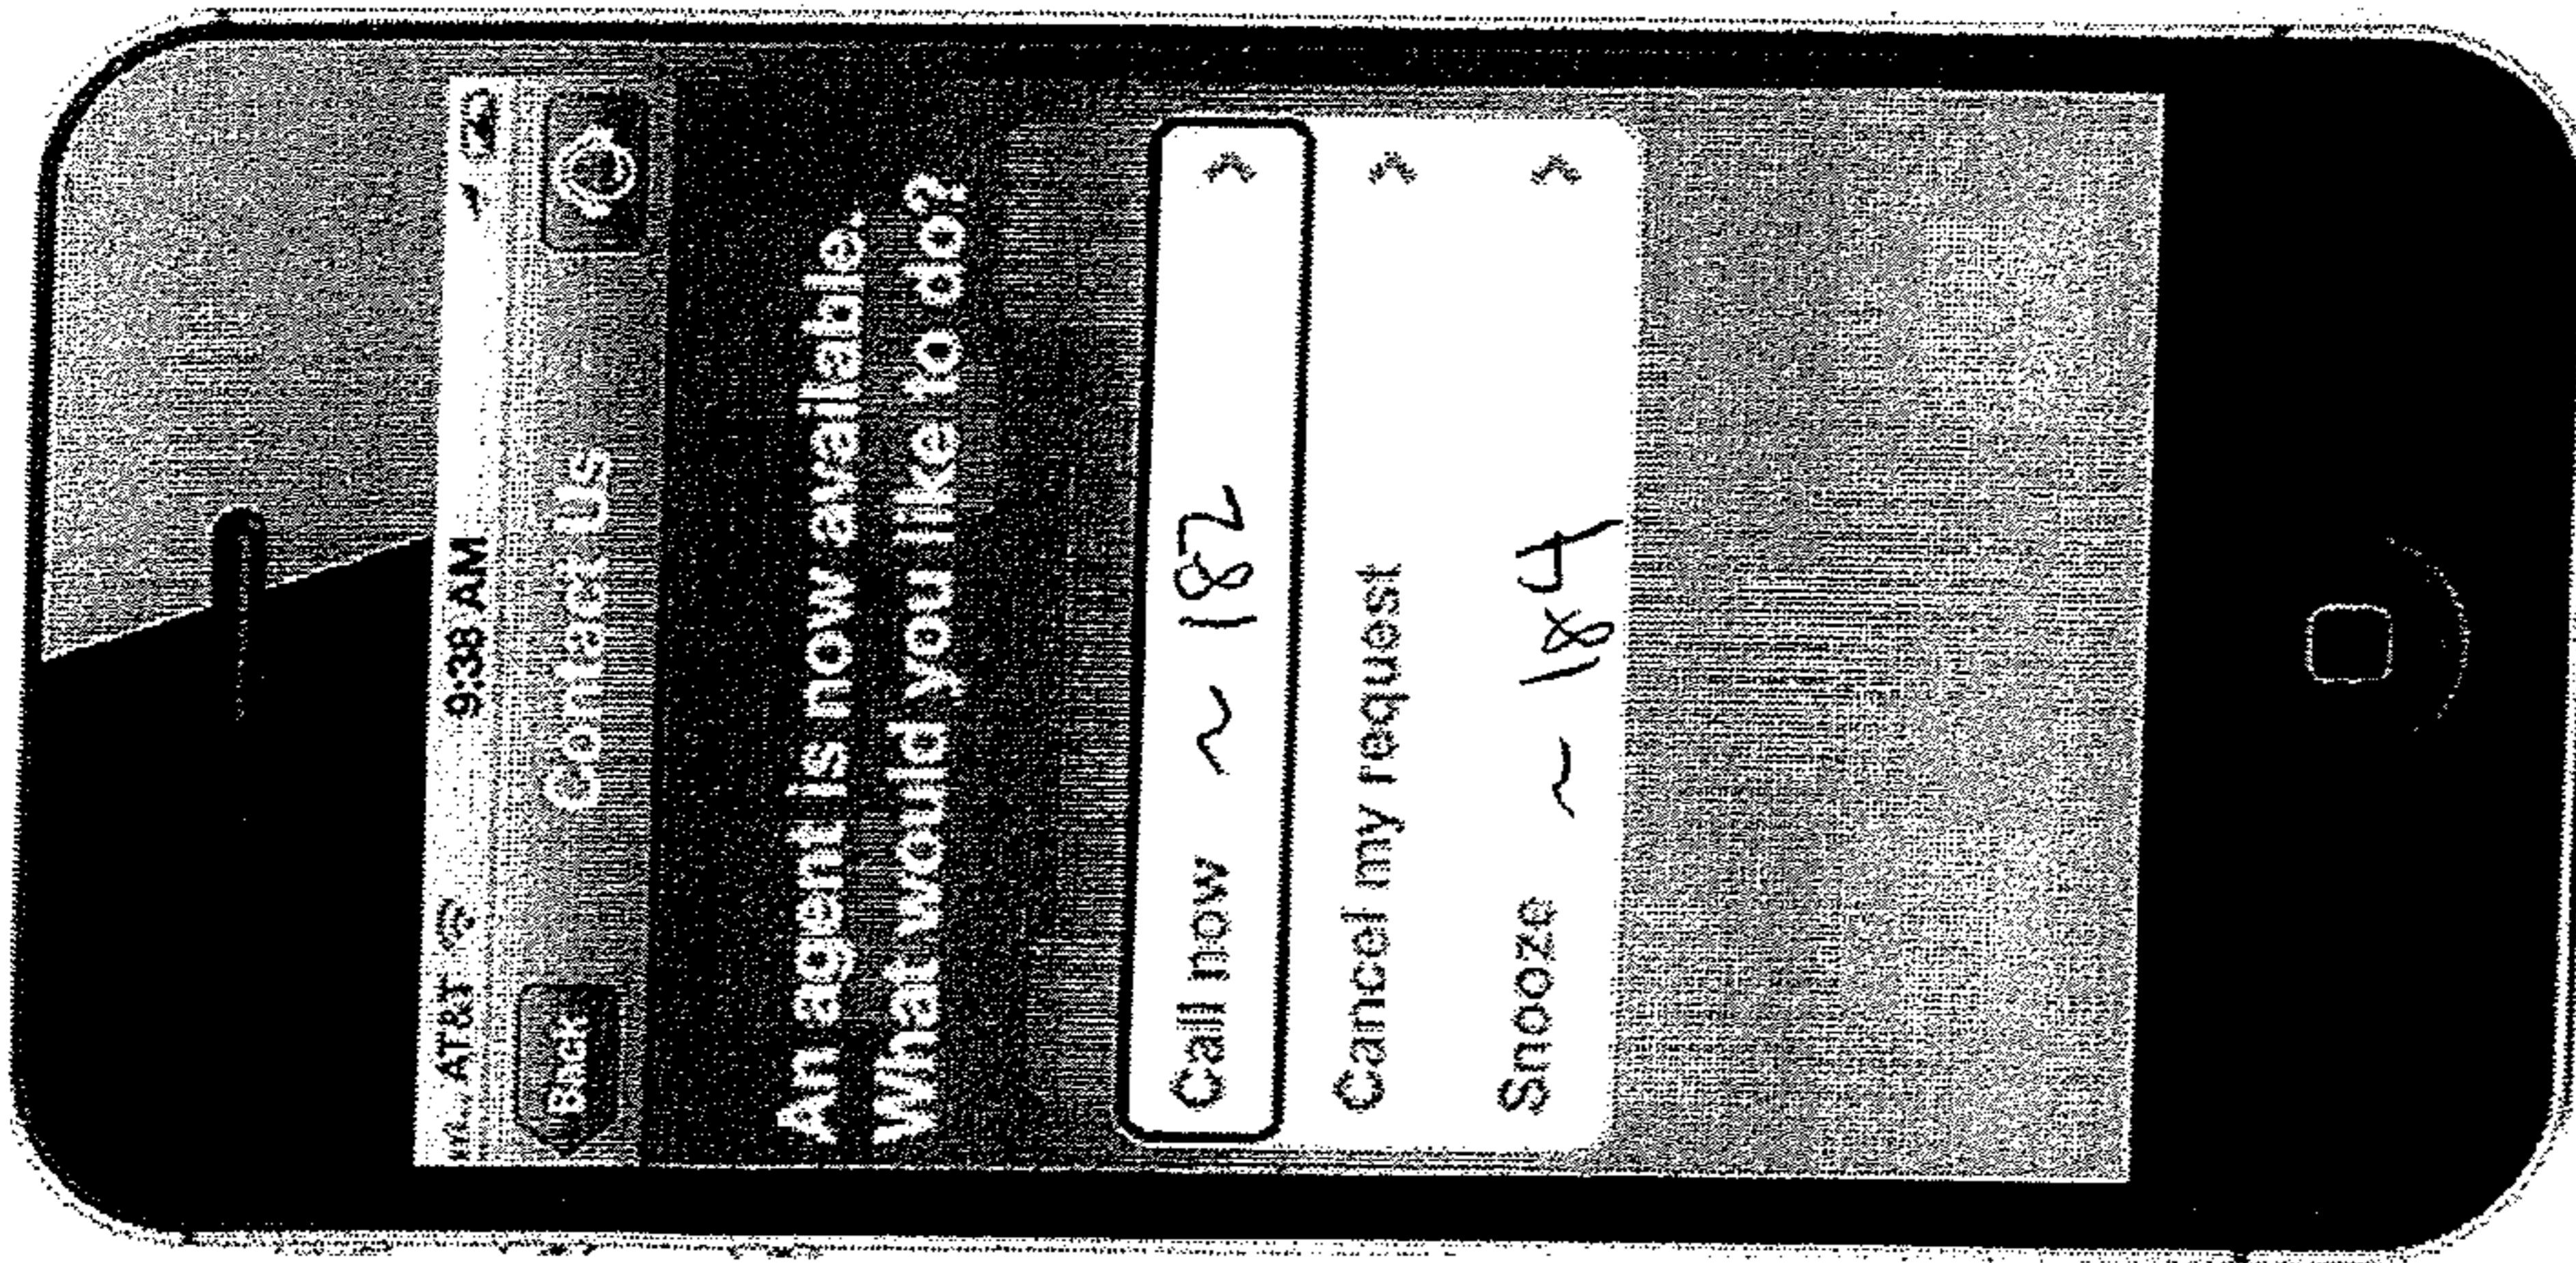 AT&T 9:38 AM
Back Contact Us
An agent is now available.
What would you like to do?
Call now ~ 182
Cancel my request
Snooze ~ 184